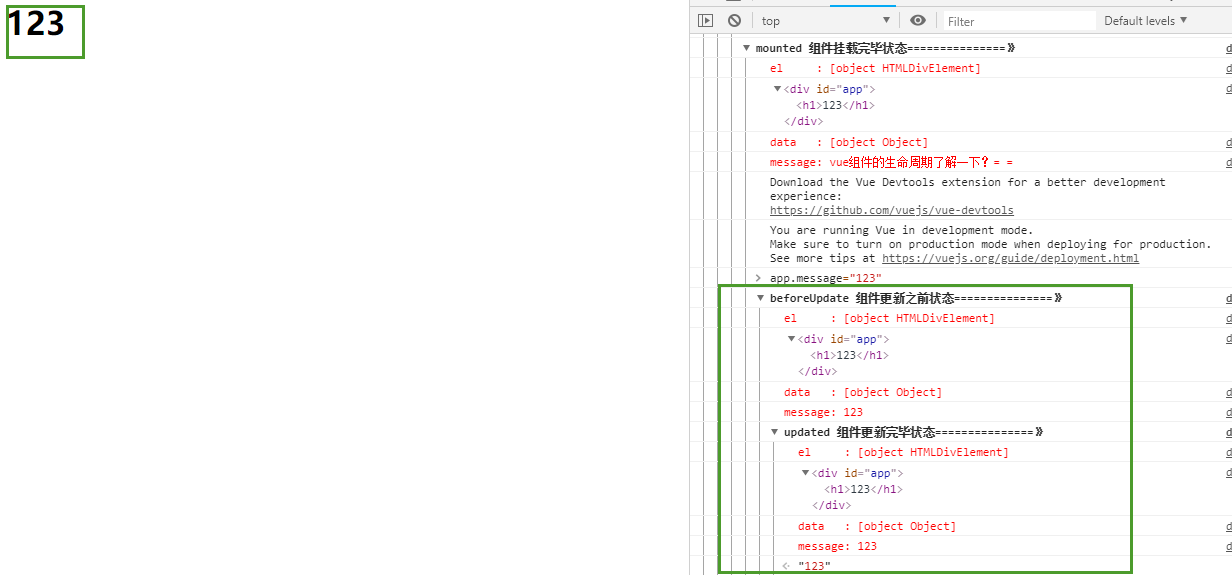 123
top
Filter
Default levels
mounted 组件挂载完毕状态===============》
el : [object HTMLDivElement]
<div id="app">
<h1>123</h1>
</div>
data : [object Object]
message: vue组件的生命周期了解一下？= =
Download the Vue Devtools extension for a better development
experience:
https://github.com/vuejs/vue-devtools
You are running Vue in development mode.
Make sure to turn on production mode when deploying for production.
See more tips at https://vuejs.org/guide/deployment.html
> app.message="123"
beforeUpdate 组件更新之前状态===============》
el : [object HTMLDivElement]
<div id="app">
<h1>123</h1>
</div>
data : [object Object]
message: 123
updated 组件更新完毕状态===============》
el : [object HTMLDivElement]
<div id="app">
<h1>123</h1>
</div>
data : [object Object]
message: 123
"123"